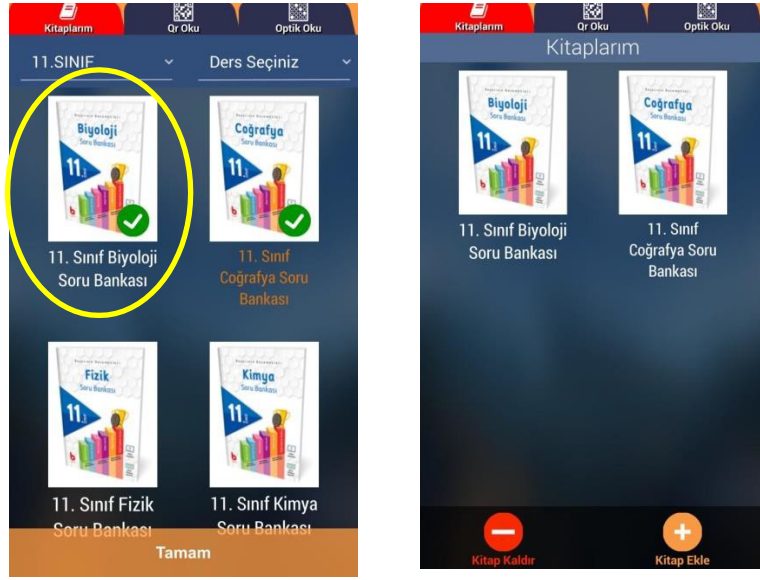 Kitaplarım
Qr Oku
Optik Oku
11.SINIF
Ders Seçiniz
Biyoloji
Soru Bankası
11.
Coğrafya
Soru Bankası
11.
11. Sınıf Biyoloji
Soru Bankası
11. Sınıf
Coğrafya Soru
Bankası
Fizik
Soru Bankası
11.
Kimya
Soru Bankası
11.
11. Sınıf Fizik
Soru Bankası
11. Sınıf Kimya
Soru Bankası
Tamam
Kitaplarım
Qr Oku
Optik Oku
Kitaplarım
Biyoloji
Soru Bankası
11.
Coğrafya
Soru Bankası
11.
11. Sınıf Biyoloji
Soru Bankası
11. Sınıf
Coğrafya Soru
Bankası
Kitap Kaldır
Kitap Ekle